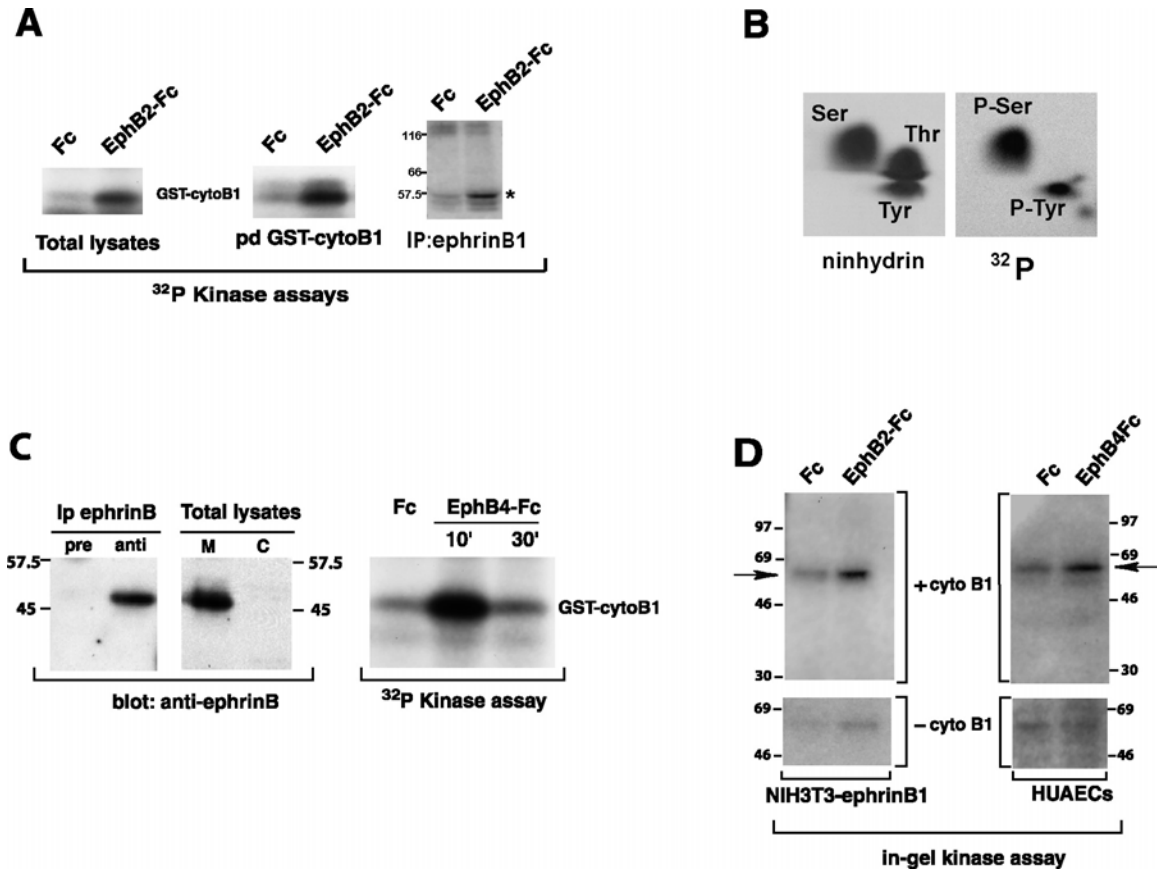 A
Fc
EphB2-Fc
Fc
EphB2-Fc
Fc
EphB2-Fc
116
66
57.5
*
GST-cytoB1
Total lysates
pd GST-cytoB1
IP:ephrinB1
32P Kinase assays
B
Ser
Thr
Tyr
P-Ser
P-Tyr
ninhydrin
32P
C
Ip ephrinB
pre
anti
Total lysates
M
C
57.5
45
57.5
45
blot: anti-ephrinB
Fc
EphB4-Fc
10'
30'
GST-cytoB1
32P Kinase assay
D
Fc
EphB2-Fc
Fc
EphB4Fc
97
69
46
30
+cyto B1
97
69
46
30
69
46
– cyto B1
69
46
NIH3T3-ephrinB1
HUAECs
in-gel kinase assay